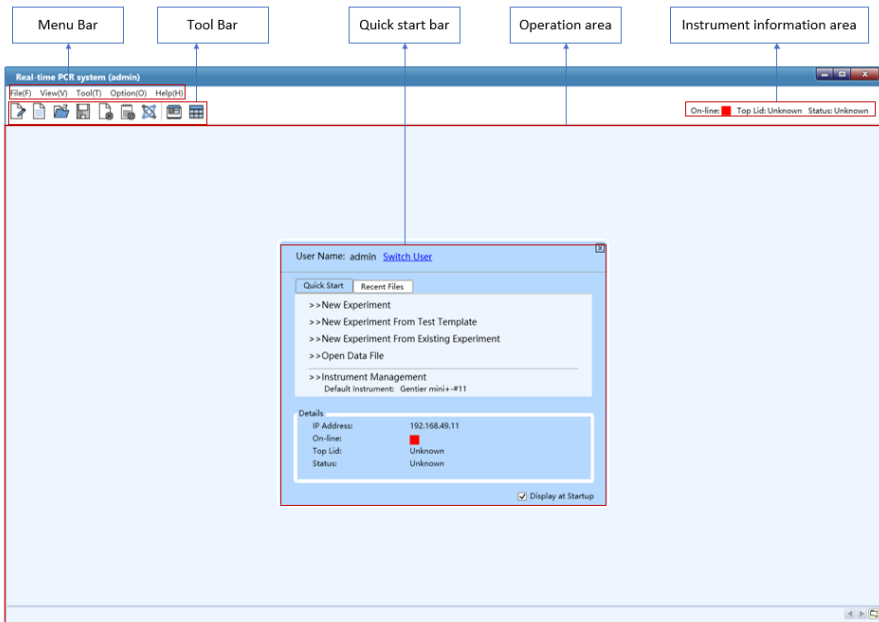 Menu Bar
Tool Bar
Quick start bar
Operation area
Instrument information area
Real-time PCR system (admin)
File(F) View(V) Tool(T) Option(O) Help(H)
On-line: Top Lid: Unknown Status: Unknown
User Name: admin Switch User
Quick Start Recent Files
>>New Experiment
>>New Experiment From Test Template
>>New Experiment From Existing Experiment
>>Open Data File
>>Instrument Management
Default Instrument: Gentier mini+-#11
Details
IP Address: 192.168.49.11
On-line:
Top Lid: Unknown
Status: Unknown
Display at Startup